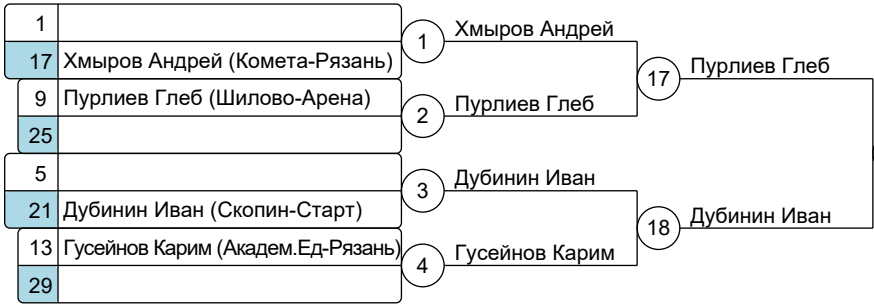 1
17 Хмыров Андрей (Комета-Рязань)
1 Хмыров Андрей
9 Пурлиев Глеб (Шилово-Арена)
25
2 Пурлиев Глеб
17 Пурлиев Глеб
5
21 Дубинин Иван (Скопин-Старт)
3 Дубинин Иван
13 Гусейнов Карим (Академ.Ед-Рязань)
29
4 Гусейнов Карим
18 Дубинин Иван